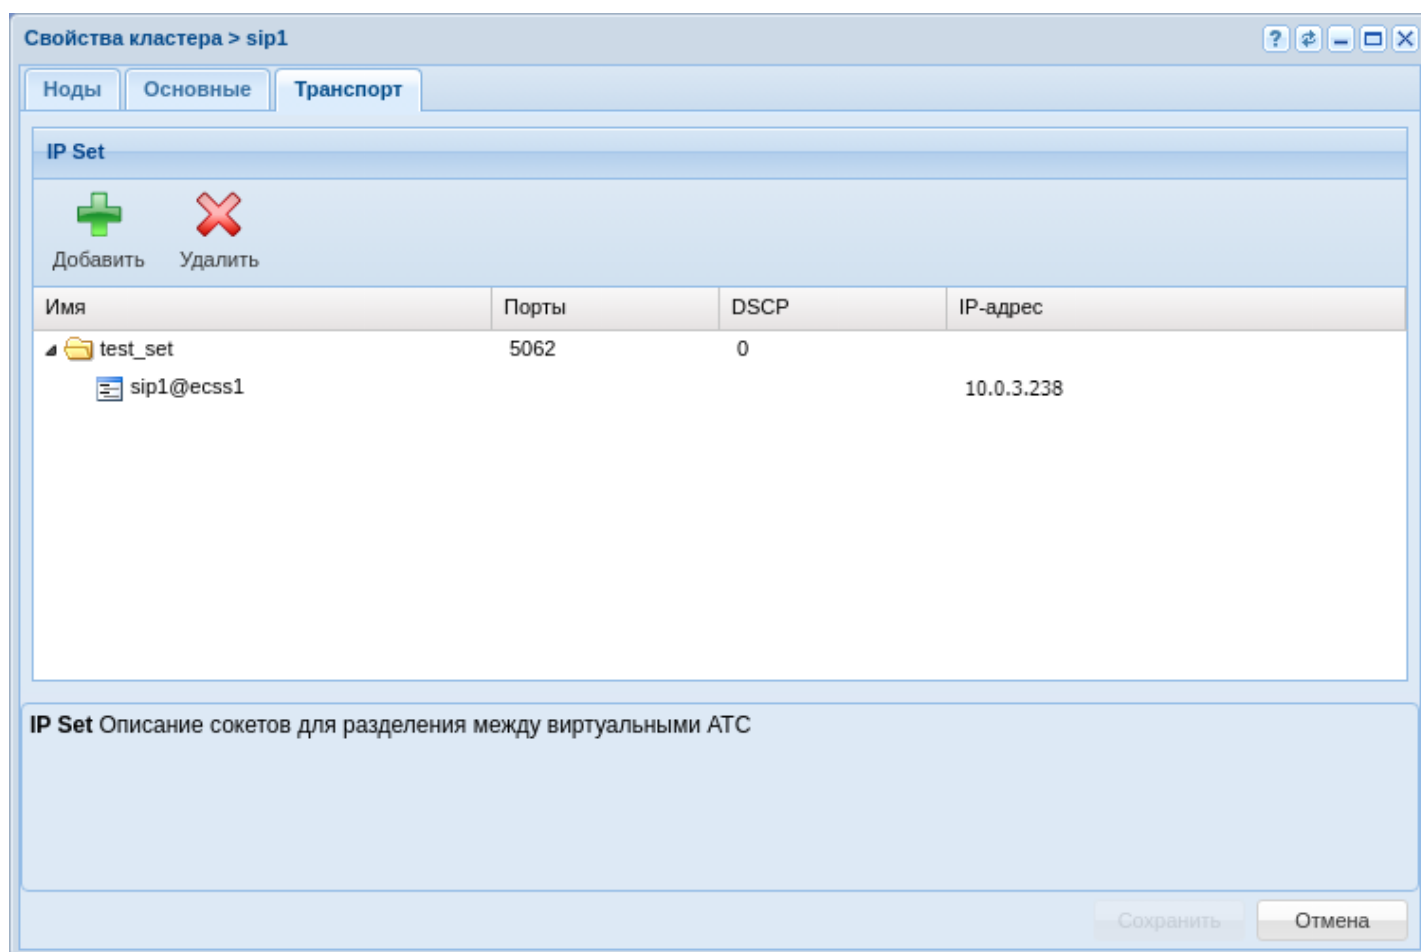 Свойства кластера > sip1
Ноды Основные Транспорт
IP Set
Добавить Удалить
Имя Порты DSCP IP-адрес
test_set 5062 0
sip1@ecss1 10.0.3.238
IP Set Описание сокетов для разделения между виртуальными АТС
Сохранить Отмена